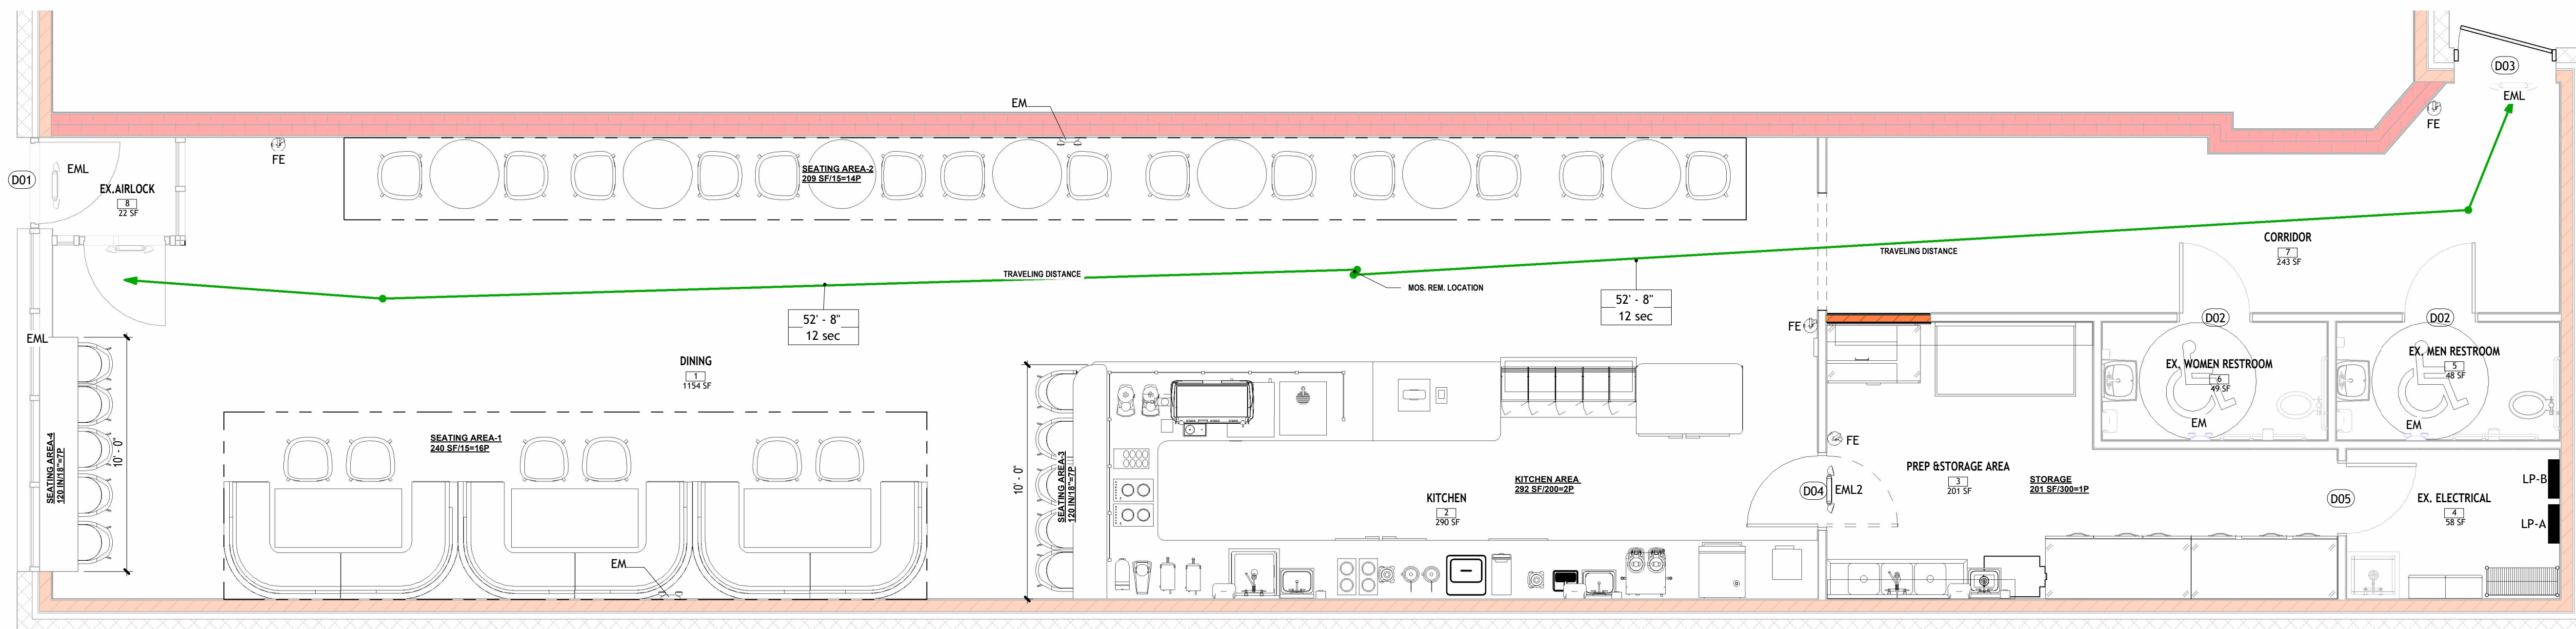 D03
EML
EM
FE
FE
EML
D01
EX.AIRLOCK
8
22 SF
SEATING AREA-2
209 SF/15=14P
CORRIDOR
7
243 SF
TRAVELING DISTANCE
TRAVELING DISTANCE
MOS. REM. LOCATION
52' - 8"
12 sec
52' - 8"
12 sec
EML
FE
D02
D02
DINING
1
1154 SF
EX. WOMEN RESTROOM
6
49 SF
EX. MEN RESTROOM
5
48 SF
EM
EM
SEATING AREA-4
120 IN/18"=7P
10' - 0"
SEATING AREA-1
240 SF/15=16P
10' - 0"
SEATING AREA-3
120 IN/18"=7P
FE
KITCHEN AREA
292 SF/200=2P
KITCHEN
2
290 SF
D04
EML2
PREP &STORAGE AREA
3
201 SF
STORAGE
201 SF/300=1P
D05
EX. ELECTRICAL
4
58 SF
LP-B
LP-A
EM